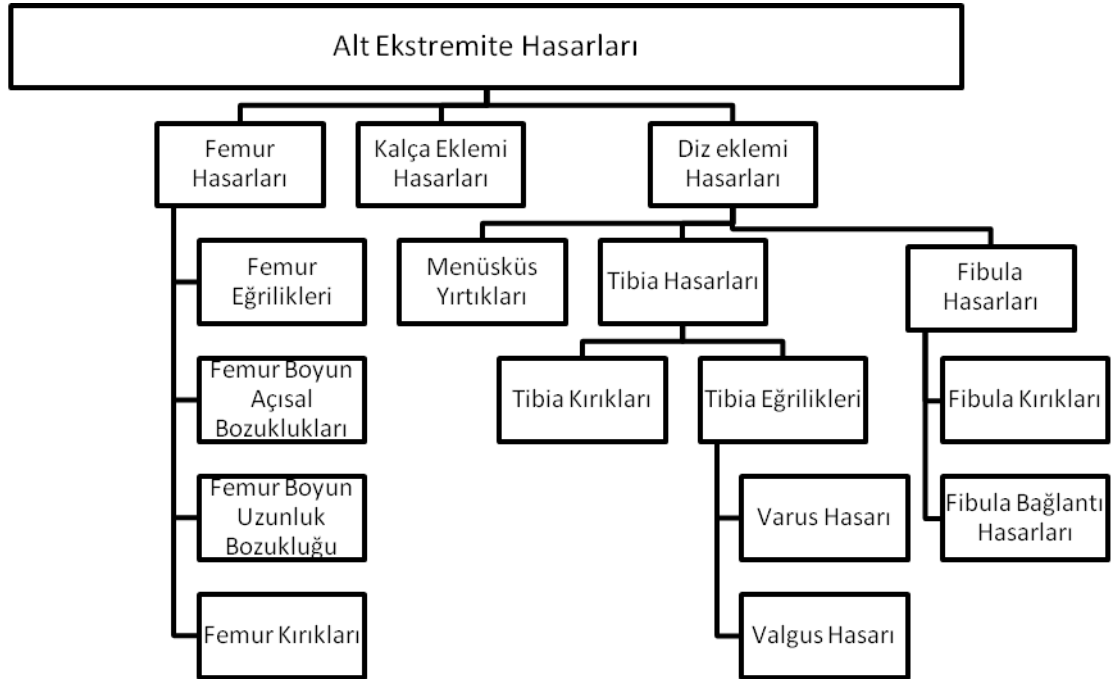 Alt Ekstremite Hasarları
Femur
Hasarları
Kalça Eklemi
Hasarları
Diz eklemi
Hasarları
Femur
Eğrilikleri
Menüsküs
Yırtıkları
Tibia Hasarları
Fibula
Hasarları
Femur Boyun
Açısal
Bozuklukları
Tibia Kırıkları
Tibia Eğrilikleri
Fibula Kırıkları
Femur Boyun
Uzunluk
Bozukluğu
Varus Hasarı
Fibula Bağlantı
Hasarları
Femur Kırıkları
Valgus Hasarı